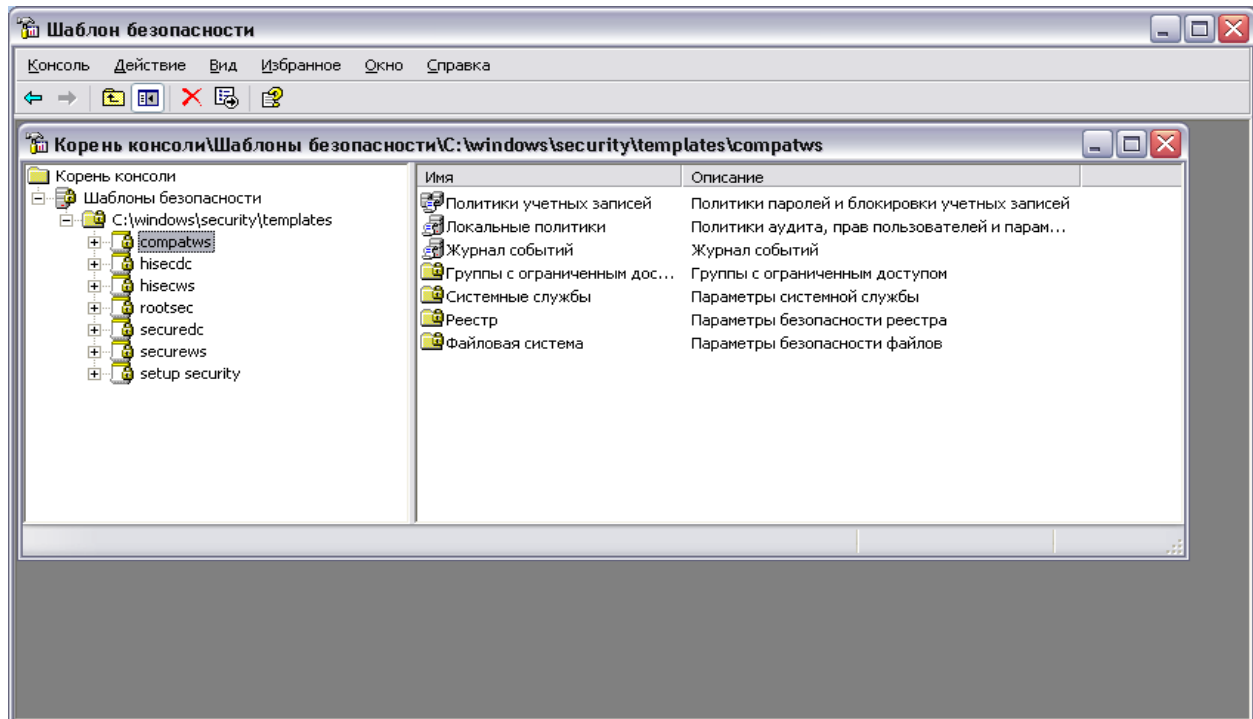 Шаблон безопасности
Консоль Действие Вид Избранное Окно Справка
Корень консоли\Шаблоны безопасности\C:\windows\security\templates\compatws
Корень консоли
Шаблоны безопасности
C:\windows\security\templates
compatws
hisecdc
hisecws
rootsec
securedc
securews
setup security
Имя Описание
Политики учетных записей Политики паролей и блокировки учетных записей
Локальные политики Политики аудита, прав пользователей и парам...
Журнал событий Журнал событий
Группы с ограниченным дос... Группы с ограниченным доступом
Системные службы Параметры системной службы
Реестр Параметры безопасности реестра
Файловая система Параметры безопасности файлов